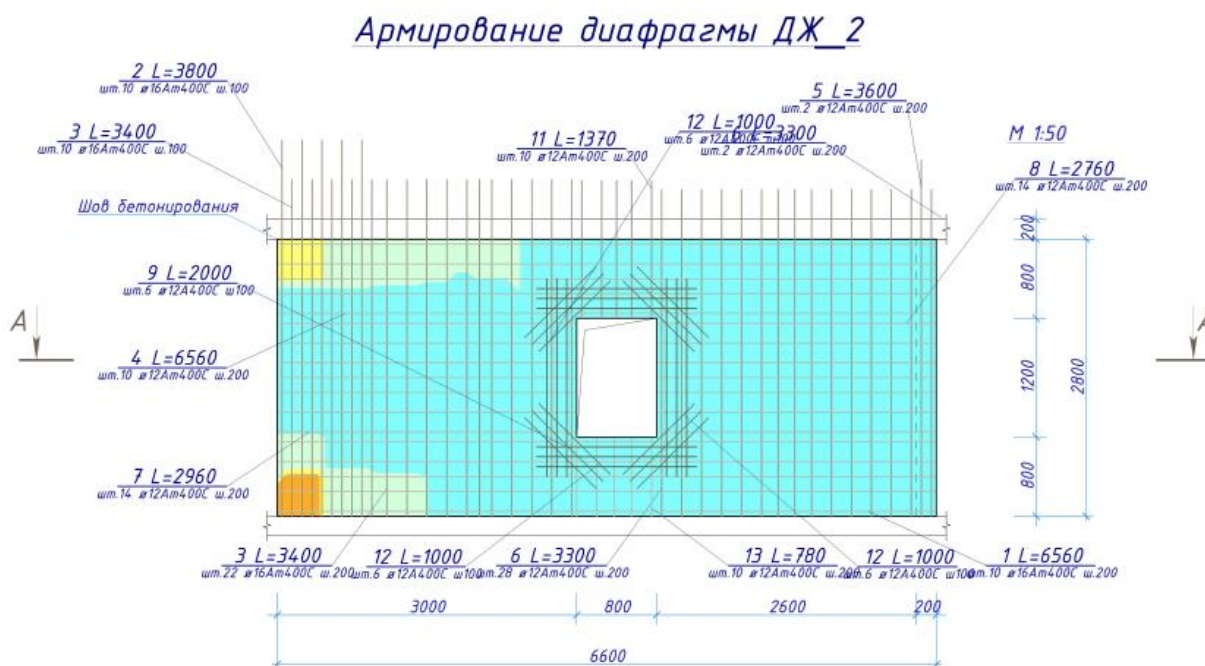 Армирование диафрагмы ДЖ_2
2 L=3800
шт.10 ⌀16Ат400С ш.100
5 L=3600
шт.2 ⌀12Ат400С ш.200
3 L=3400
шт.10 ⌀16Ат400С ш.100
11 L=1370
шт.10 ⌀12Ат400С ш.200
12 L=1000
6 L=3300
шт.2 ⌀12Ат400С ш.200
М 1:50
8 L=2760
шт.14 ⌀12Ат400С ш.200
Шов бетонирования
200
9 L=2000
шт.6 ⌀12А400С ш100
800
А
А
4 L=6560
шт.10 ⌀12Ат400С ш.200
1200
2800
7 L=2960
шт.14 ⌀12Ат400С ш.200
800
3 L=3400
шт.22 ⌀16Ат400С ш.200
12 L=1000
шт.6 ⌀12А400С ш100
6 L=3300
шт.28 ⌀12Ат400С ш.200
13 L=780
шт.10 ⌀12Ат400С ш.200
12 L=1000
шт.6 ⌀12А400С ш100
1 L=6560
шт.10 ⌀16Ат400С ш.200
3000
800
2600
200
6600